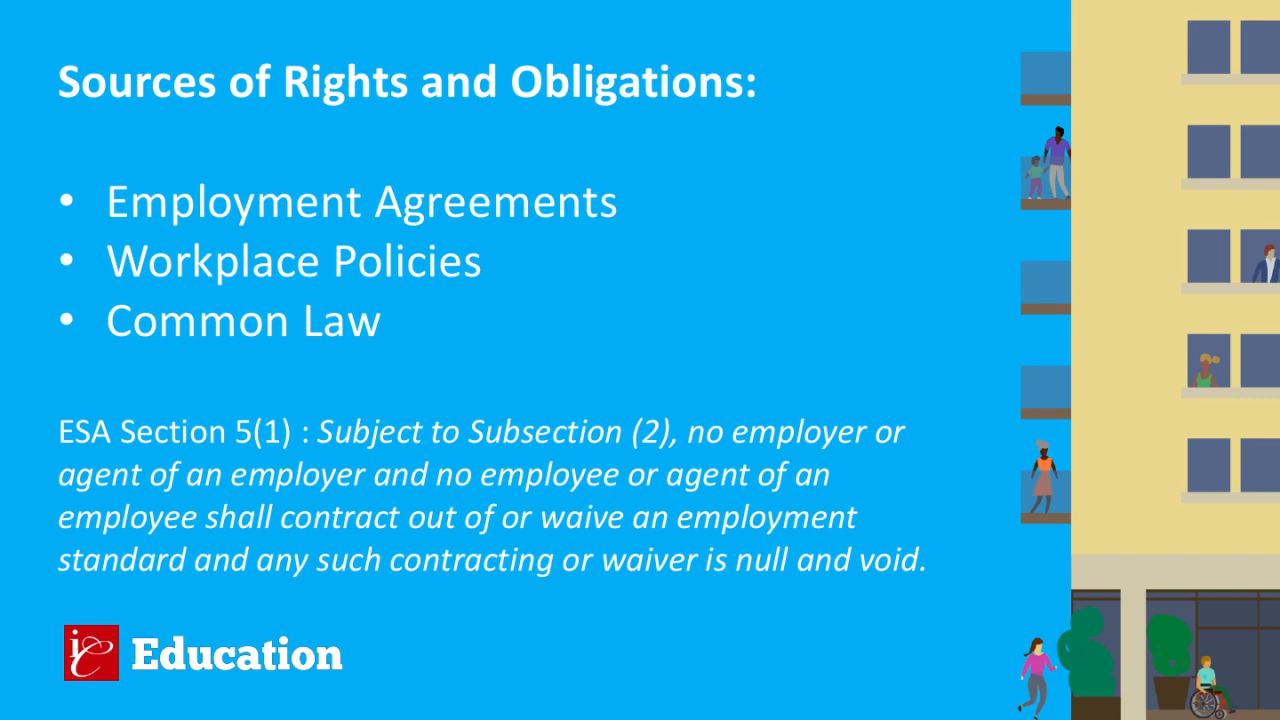 Sources of Rights and Obligations:
• Employment Agreements
• Workplace Policies
• Common Law
ESA Section 5(1) : Subject to Subsection (2), no employer or
agent of an employer and no employee or agent of an
employee shall contract out of or waive an employment
standard and any such contracting or waiver is null and void.
ic Education